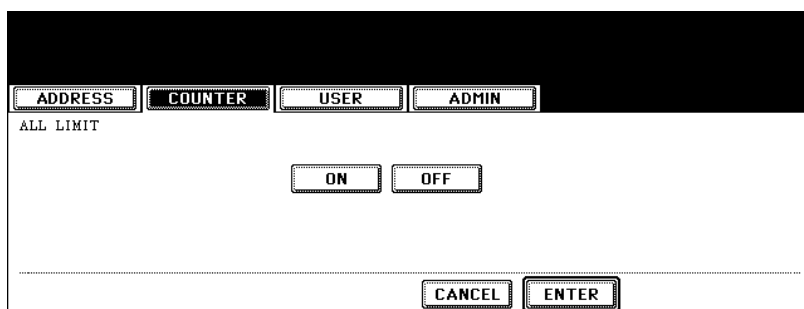 ADDRESS COUNTER USER ADMIN
ALL LIMIT
ON OFF
CANCEL ENTER